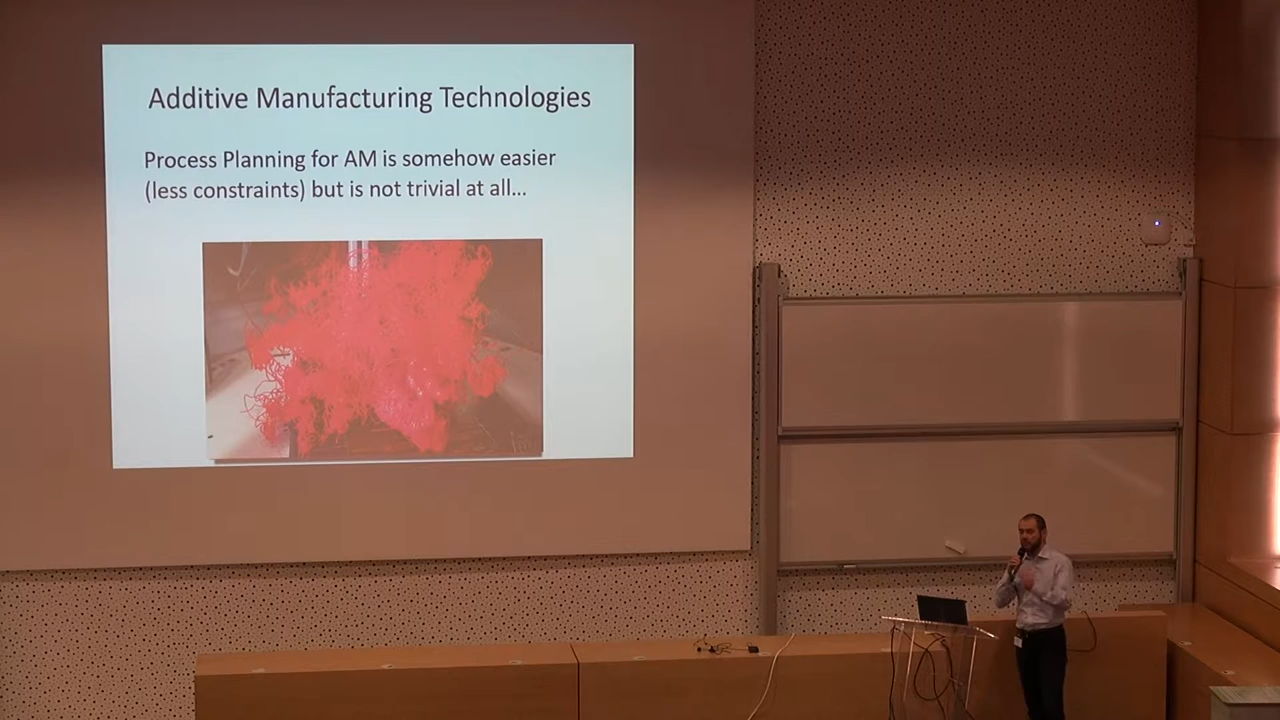 Additive Manufacturing Technologies
Process Planning for AM is somehow easier
(less constraints) but is not trivial at all...